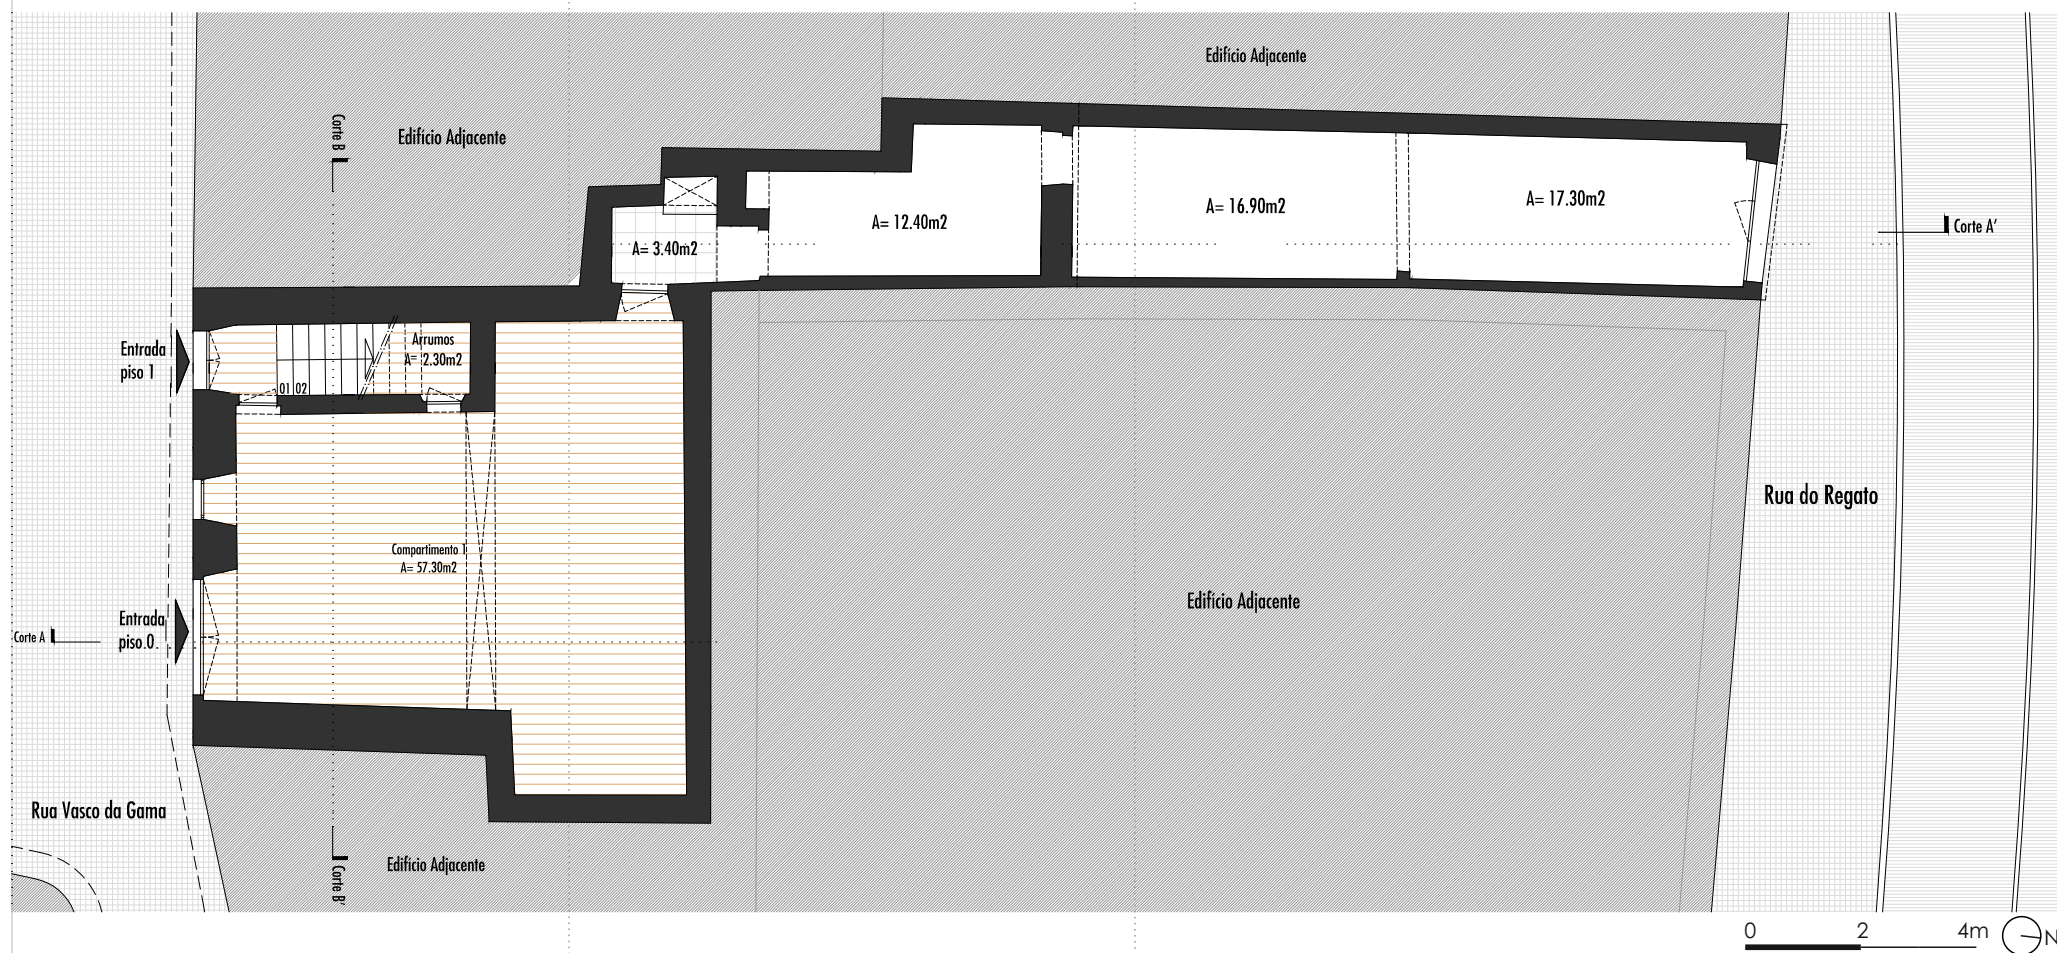 Edifício Adjacente
Corte B
Edifício Adjacente
A= 12.40m2
A= 16.90m2
A= 17.30m2
Corte A'
A= 3.40m2
Entrada
piso 1
Arrumos
A= 2.30m2
01 02
Rua do Regato
Compartimento 1
A= 57.30m2
Edifício Adjacente
Entrada
piso.0.
Corte A
Rua Vasco da Gama
Edifício Adjacente
Corte B'
0 2 4m
N